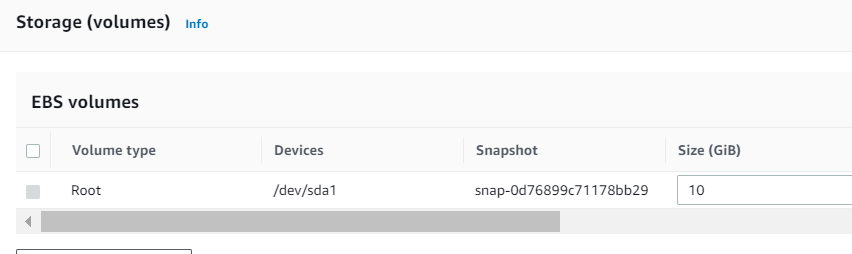 Storage (volumes) Info
EBS volumes
Volume type Devices Snapshot Size (GiB)
Root /dev/sda1 snap-0d76899c71178bb29 10